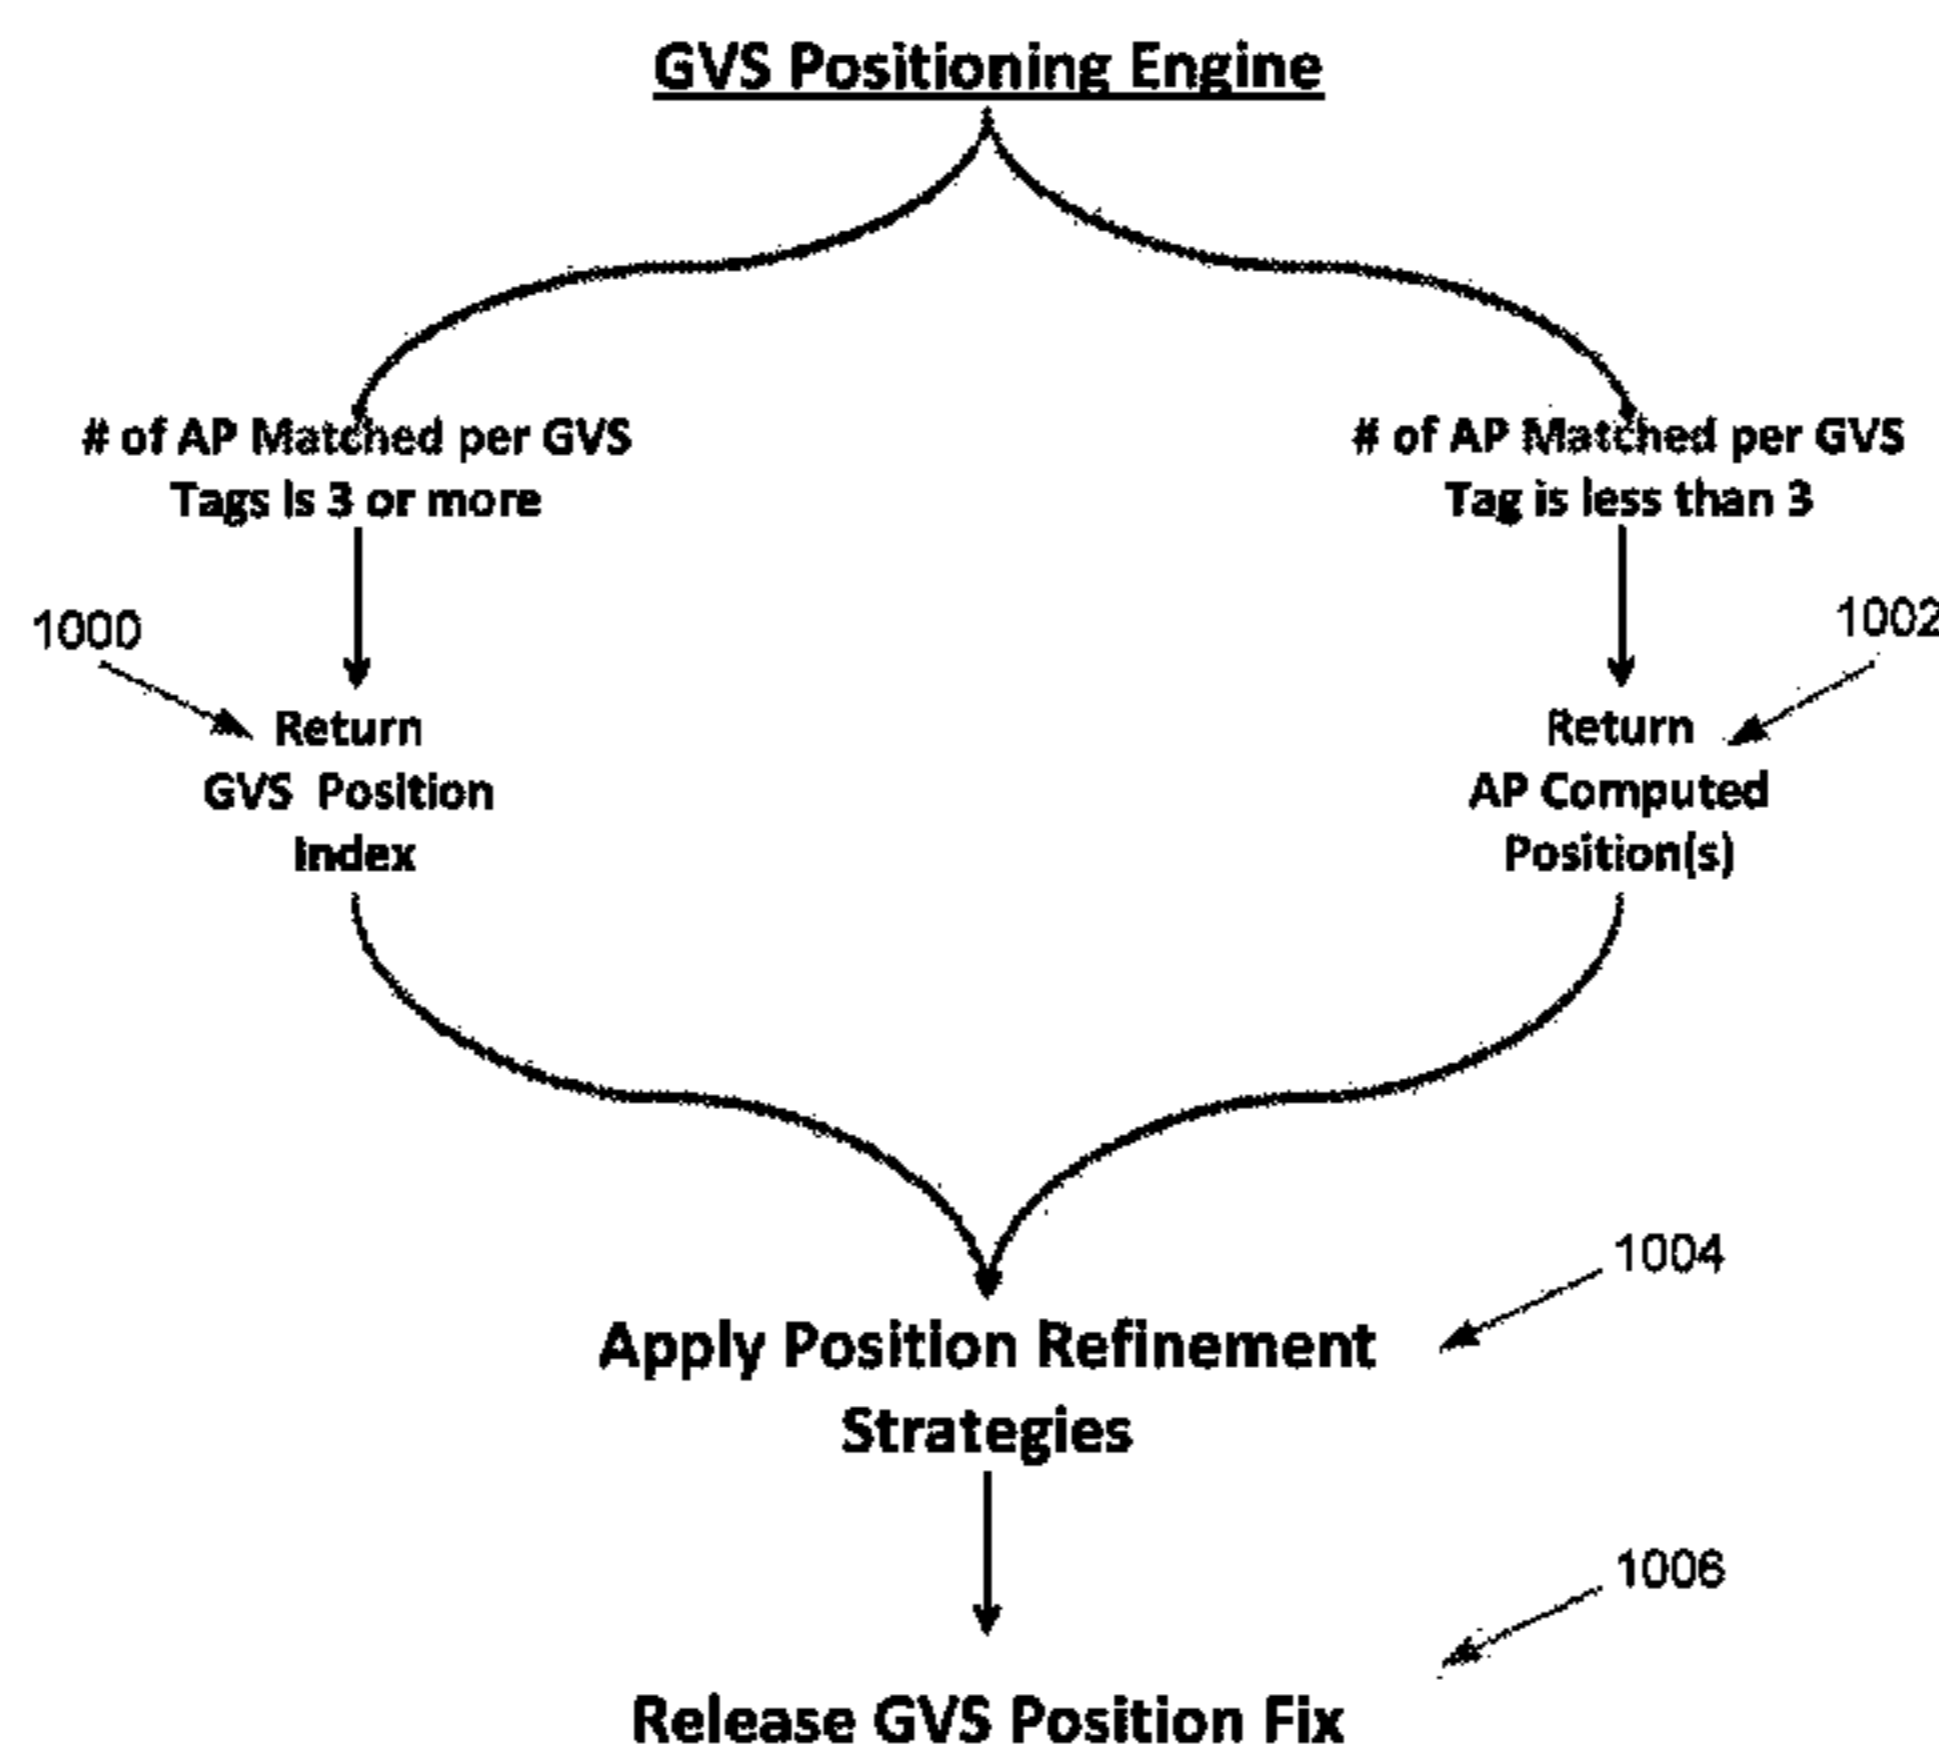 GVS Positioning Engine
# of AP Matched per GVS
Tags is 3 or more
# of AP Matched per GVS
Tag is less than 3
1000
1002
Return
GVS Position
Index
Return
AP Computed
Position(s)
1004
Apply Position Refinement
Strategies
1006
Release GVS Position Fix